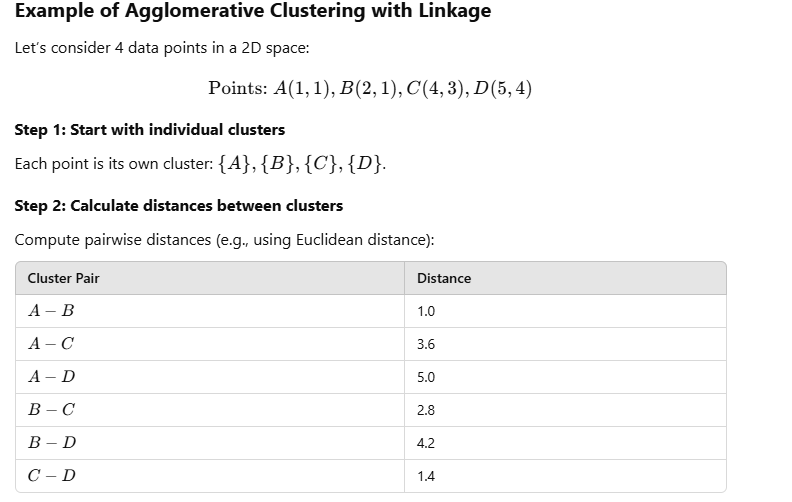 Example of Agglomerative Clustering with Linkage
Let's consider 4 data points in a 2D space:
Points: A(1, 1), B(2, 1), C(4, 3), D(5, 4)
Step 1: Start with individual clusters
Each point is its own cluster: {A}, {B}, {C}, {D}.
Step 2: Calculate distances between clusters
Compute pairwise distances (e.g., using Euclidean distance):
Cluster Pair Distance
A – B 1.0
A – C 3.6
A – D 5.0
B – C 2.8
B – D 4.2
C – D 1.4